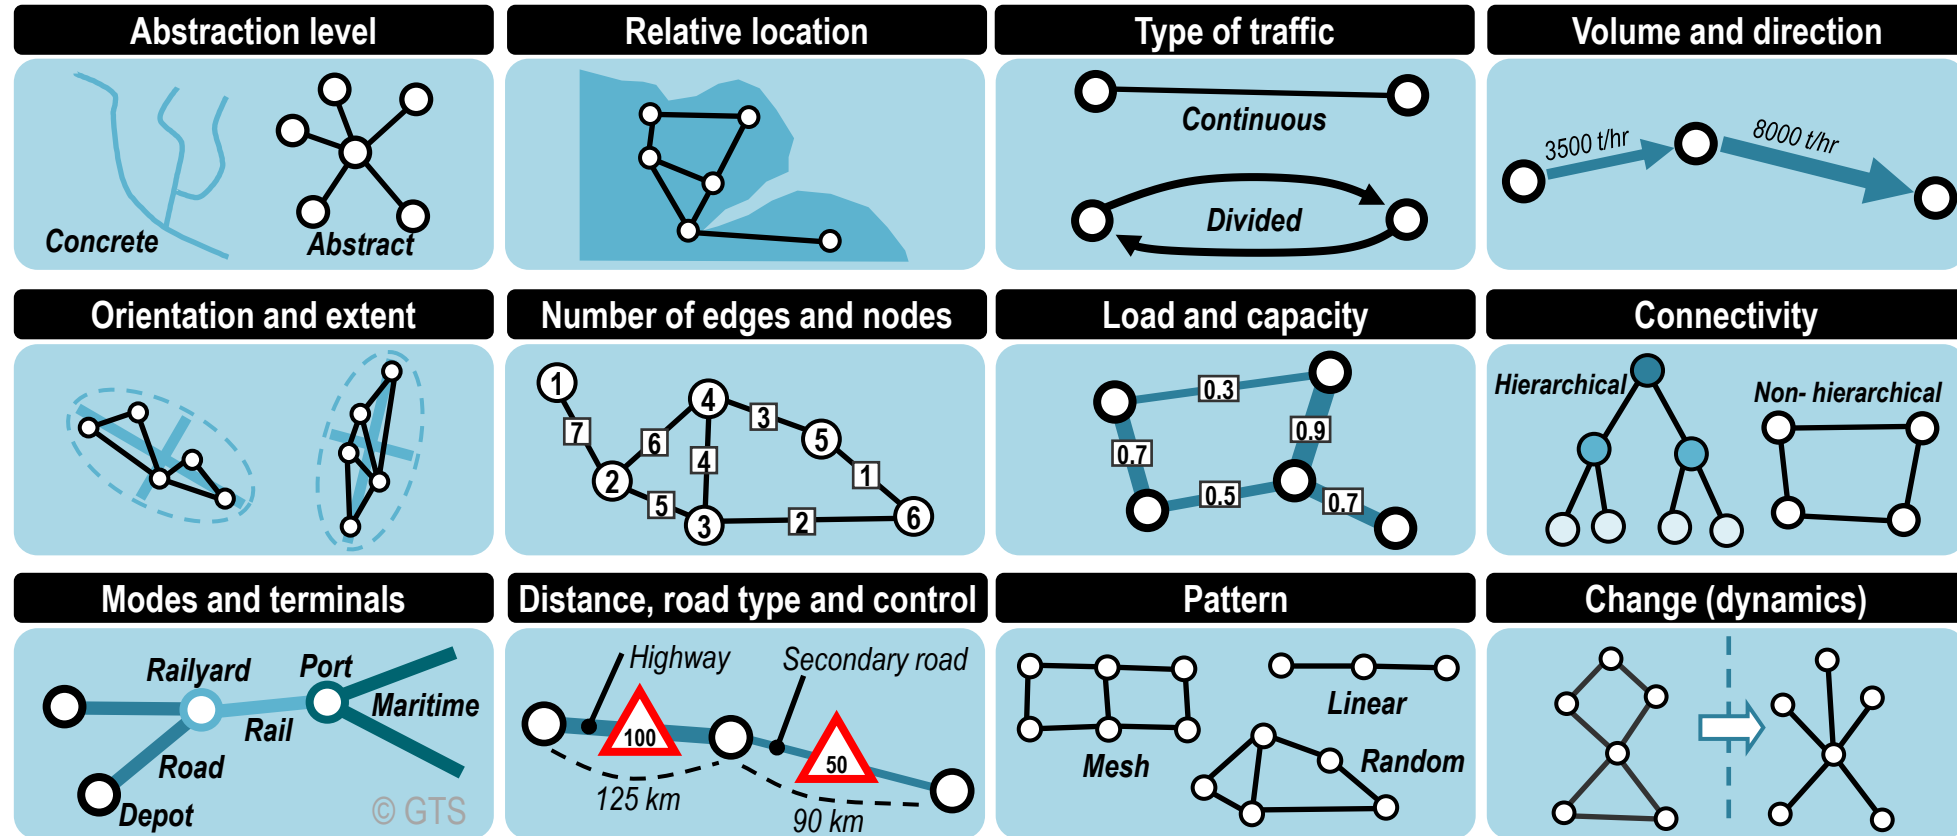 Abstraction level
Concrete
Abstract
Relative location
Type of traffic
Continuous
Divided
Volume and direction
3500 t/hr
8000 t/hr
Orientation and extent
Number of edges and nodes
1
7
2
6
5
4
4
3
3
5
1
2
6
Load and capacity
0.3
0.7
0.9
0.5
0.7
Connectivity
Hierarchical
Non- hierarchical
Modes and terminals
Railyard
Port
Maritime
Rail
Road
Depot
© GTS
Distance, road type and control
Highway
Secondary road
100
50
125 km
90 km
Pattern
Mesh
Linear
Random
Change (dynamics)